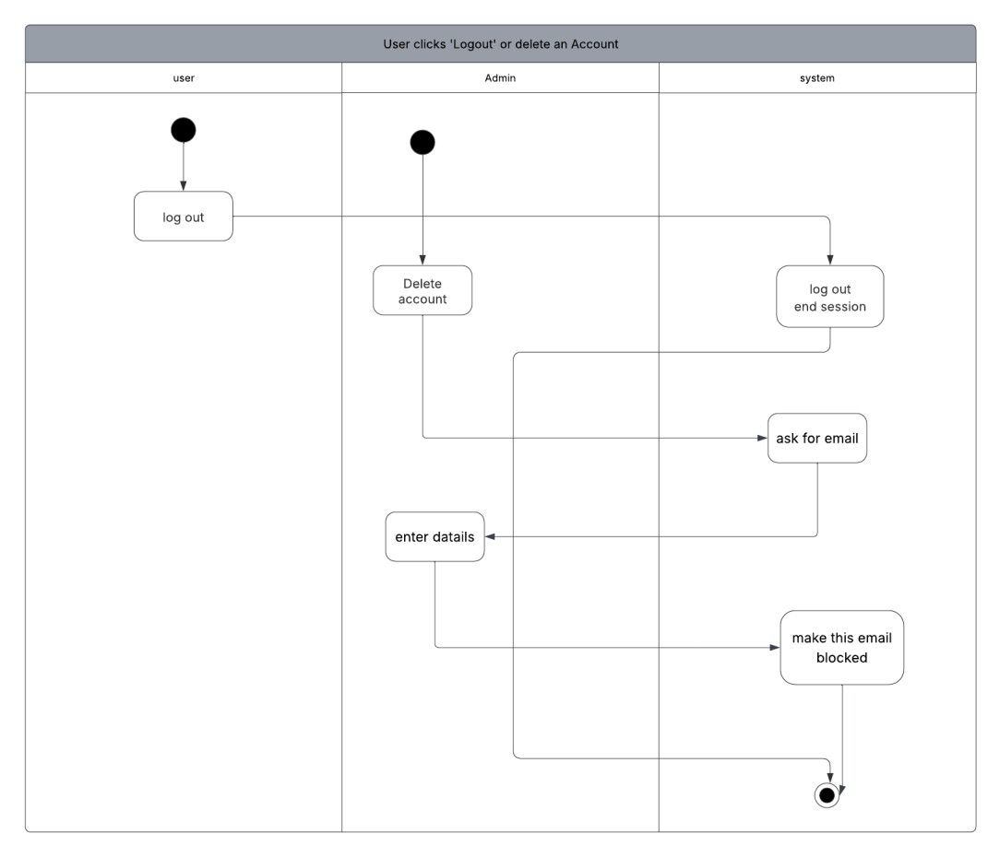 User clicks 'Logout' or delete an Account
user
Admin
system
log out
Delete
account
log out
end session
ask for email
enter datails
make this email
blocked